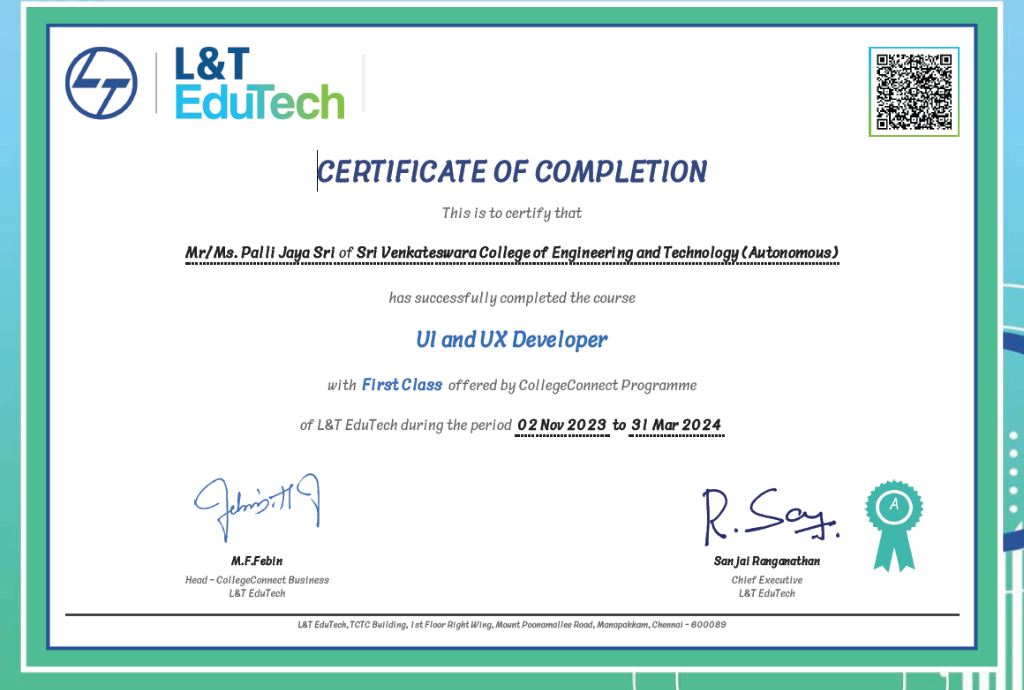 LT
L&T
EduTech
CERTIFICATE OF COMPLETION
This is to certify that
Mr/Ms. Palli Jaya Sri of Sri Venkateswara College of Engineering and Technology (Autonomous)
has successfully completed the course
UI and UX Developer
with First Class offered by CollegeConnect Programme
of L&T EduTech during the period 02 Nov 2023 to 31 Mar 2024
R. Say.
A
M.F.Febin
Head - CollegeConnect Business
L&T EduTech
Sanjai Ranganathan
Chief Executive
L&T EduTech
L&T EduTech, TCTC Building, 1st Floor Right Wing, Mount Poonamallee Road, Manapakkam, Chennai - 600089